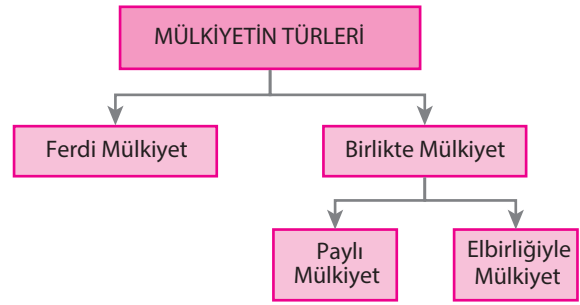 MÜLKİYETİN TÜRLERİ
Ferdi Mülkiyet
Birlikte Mülkiyet
Paylı
Mülkiyet
Elbirliğiyle
Mülkiyet